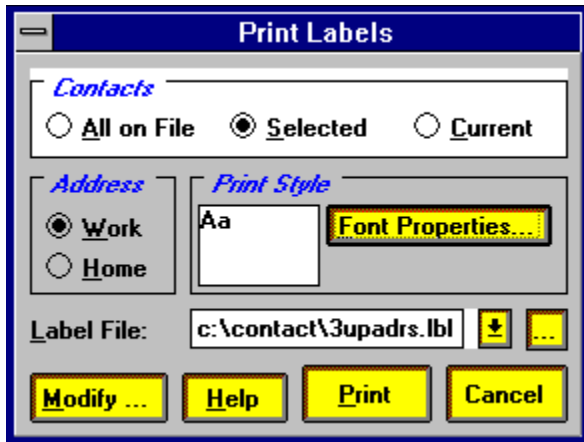 Print Labels
Contacts
All on File Selected Current
Address Print Style
Work Aa Font Properties...
Home
Label File: c:\contact\3upadrs.lbl ...
Modify ... Help Print Cancel